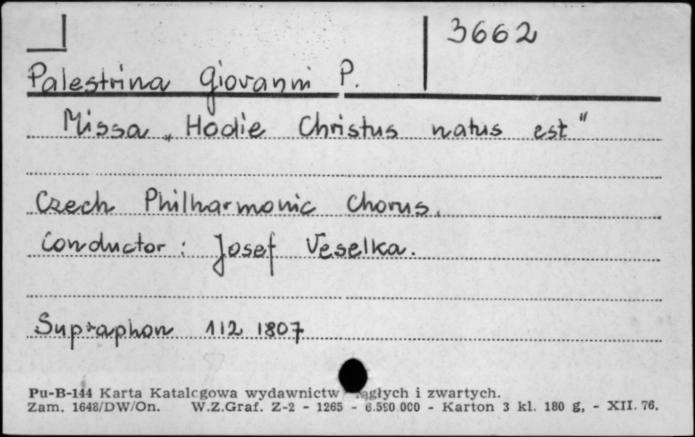 3662
Palestrina Giovanni P.
Missa „Hodie Christus natus est"
Czech Philharmonic Chorus.
Conductor: Josef Veselka.
Supraphon 112 1807
Pu-B-144 Karta Katalogowa wydawnictw ciągłych i zwartych.
Zam. 1648/DW/On. W.Z.Graf. Z-2 - 1265 - 6.590.000 - Karton 3 kl. 180 g, - XII. 76.